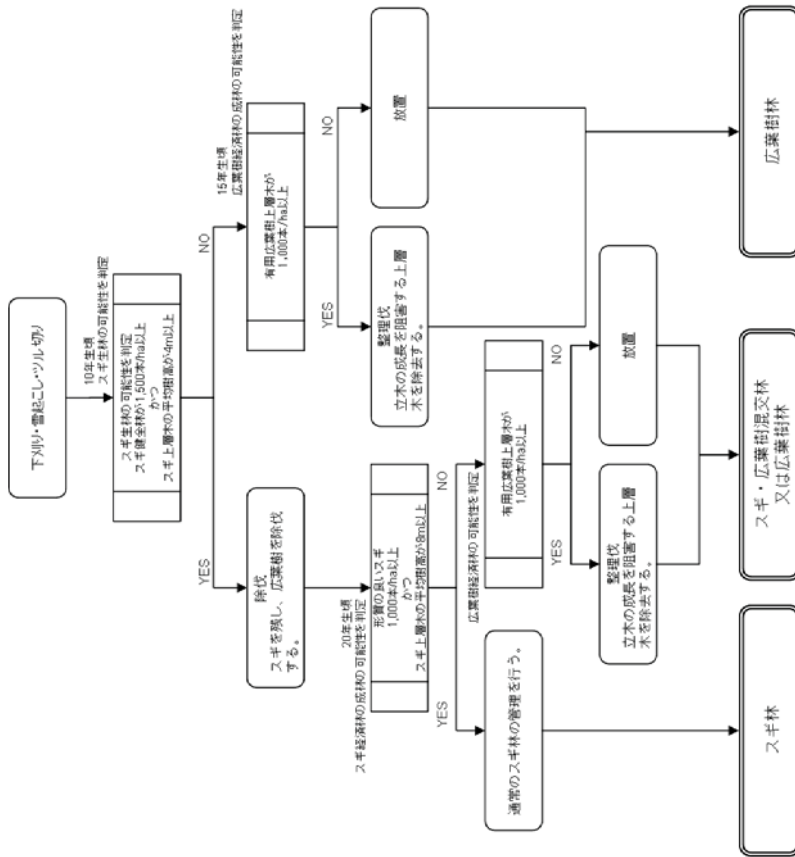 下刈り・雪起こし・ツル切り
10年生頃
スギ生林の可能性を判定
スギ生林の可能性を判定
スギ健全林が1,500本/ha以上
かつ
スギ上層木の平均樹高が4m以上
YES
NO
除伐
スギを残し、広葉樹を除伐
する。
15年生頃
広葉樹経済林の成林の可能性を判定
有用広葉樹上層木が
1,000本/ha以上
YES
NO
整理伐
立木の成長を阻害する上層
木を除去する。
放置
20年生頃
スギ経済林の成林の可能性を判定
形質の良いスギ
1,000本/ha以上
かつ
スギ上層木の平均樹高が8m以上
YES
NO
広葉樹経済林の可能性を判定
通常のスギ林の管理を行う。
有用広葉樹上層木が
1,000本/ha以上
YES
NO
整理伐
立木の成長を阻害する上層
木を除去する。
放置
スギ林
スギ・広葉樹混交林
又は広葉樹林
広葉樹林